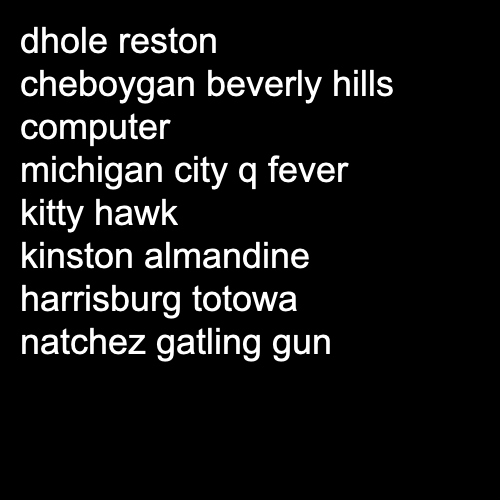 dhole reston
cheboygan beverly hills
computer
michigan city q fever
kitty hawk
kinston almandine
harrisburg totowa
natchez gatling gun